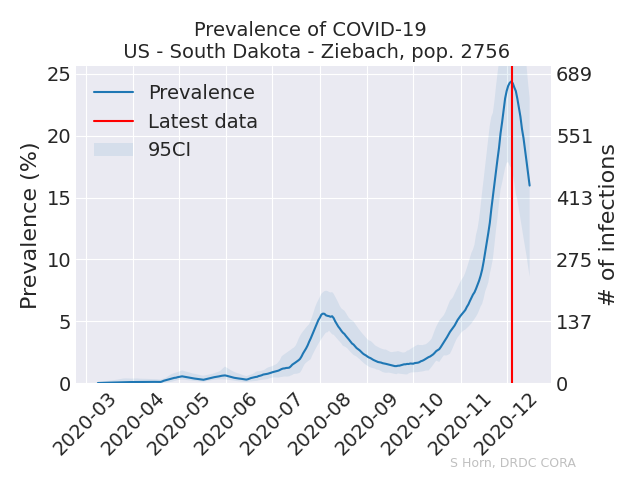 Prevalence of COVID-19
US - South Dakota - Ziebach, pop. 2756
Prevalence (%)
25
20
15
10
5
0
Prevalence
Latest data
95CI
689
551
413
275
137
0
# of infections
2020-03
2020-04
2020-05
2020-06
2020-07
2020-08
2020-09
2020-10
2020-11
2020-12
S Horn, DRDC CORA